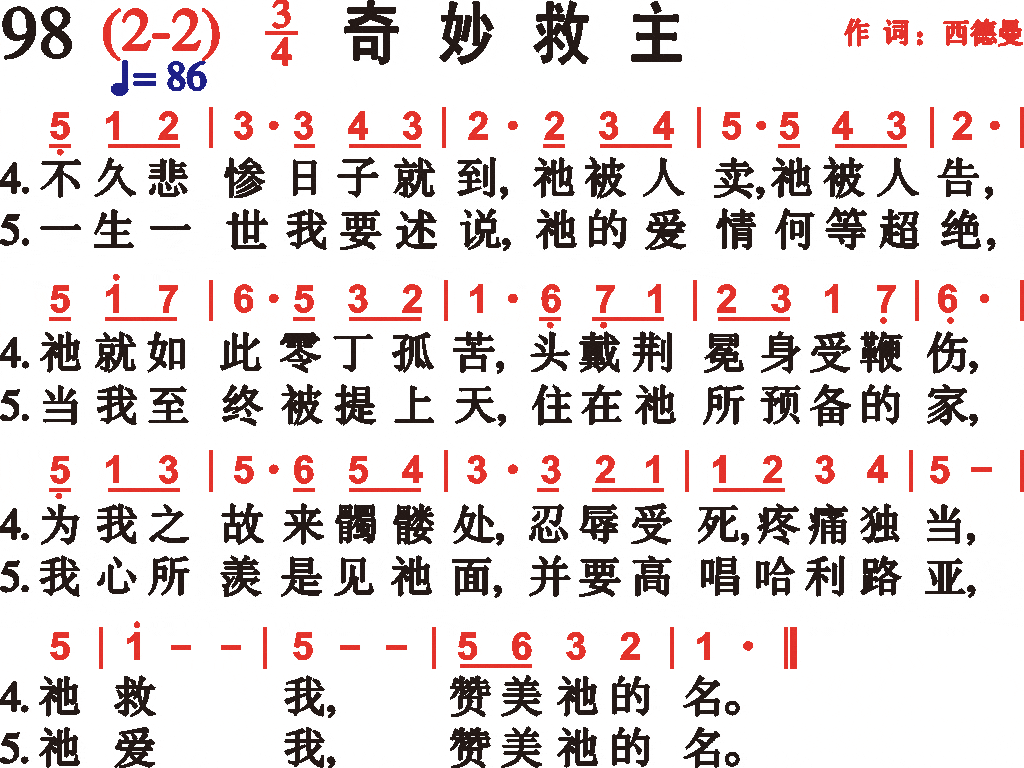 98 (2-2) 3/4 奇妙救主 作词：西德曼
♩= 86
5̣ 1 2 | 3 · 3 4 3 | 2 · 2 3 4 | 5 · 5 4 3 | 2 · |
4. 不久悲惨日子就到, 祂被人卖,祂被人告,
5. 一生一世我要述说, 祂的爱情何等超绝,
5 1̇ 7 | 6 · 5 3 2 | 1 · 6̣ 7̣ 1 | 2 3 1 7̣ | 6̣ · |
4. 祂就如此零丁孤苦, 头戴荆冕身受鞭伤,
5. 当我至终被提上天, 住在祂所预备的家,
5̣ 1 3 | 5 · 6 5 4 | 3 · 3 2 1 | 1 2 3 4 | 5 – |
4. 为我之故来髑髅处, 忍辱受死,疼痛独当,
5. 我心所羡是见祂面, 并要高唱哈利路亚,
5 | 1̇ – – | 5 – – | 5 6 3 2 | 1 · ‖
4. 祂救我, 赞美祂的名。
5. 祂爱我, 赞美祂的名。